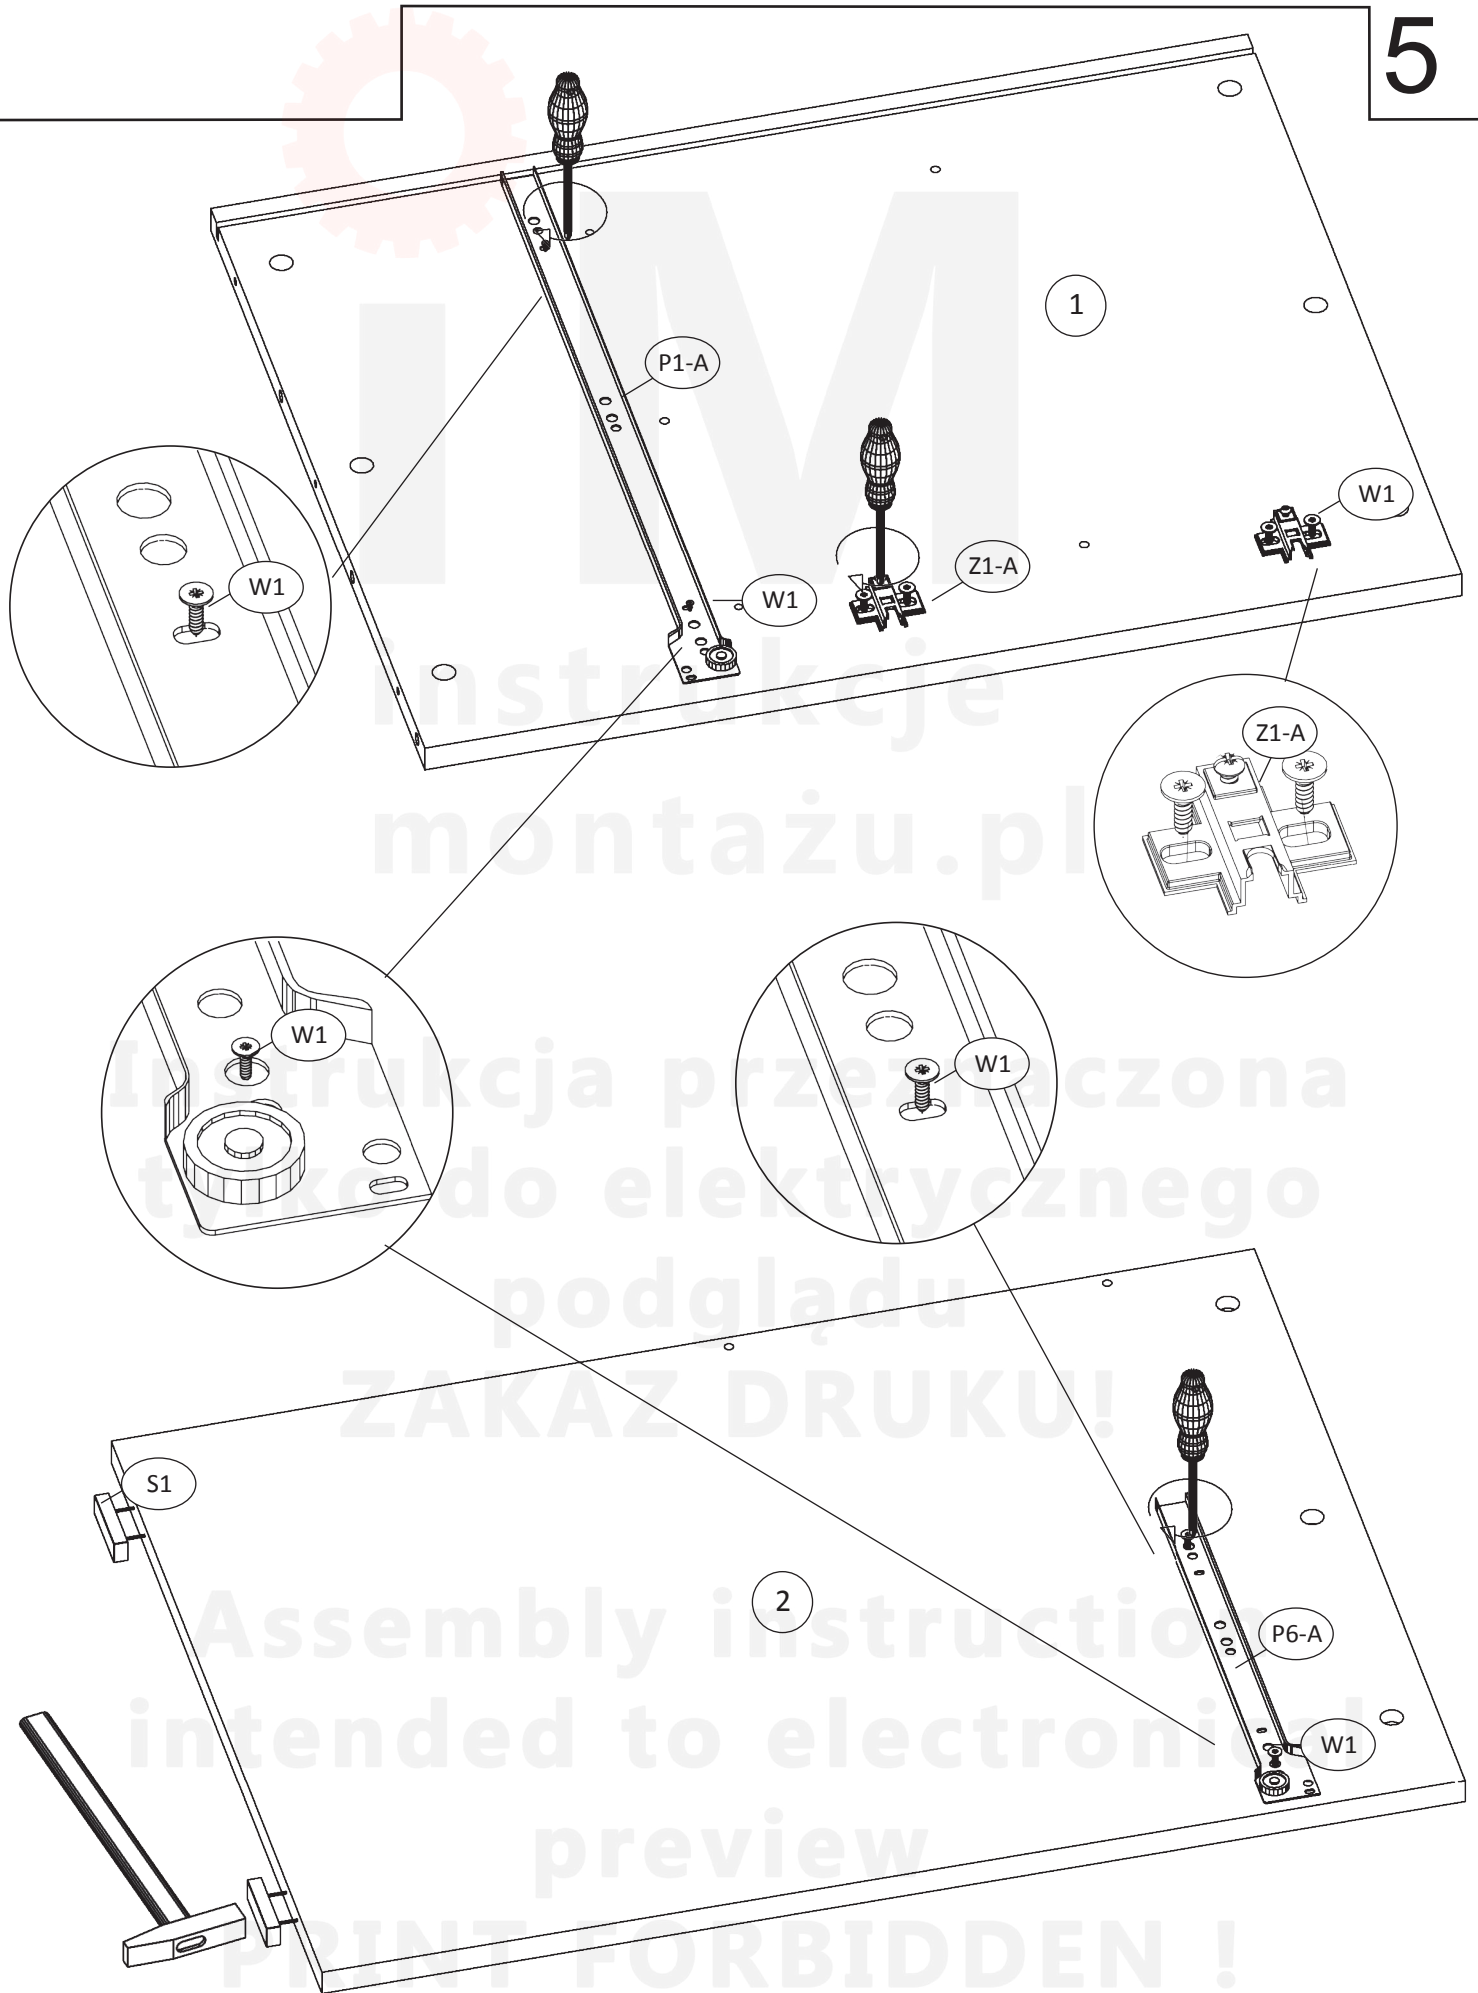 5
1
P1-A
W1
W1
Z1-A
W1
Z1-A
iM
instrukcje
montażu.pl
W1
W1
Instrukcja przeznaczona
tylko do elektrycznego
podglądu
ZAKAZ DRUKU!
S1
2
P6-A
W1
Assembly instruction
intended to electronical
preview
PRINT FORBIDDEN !